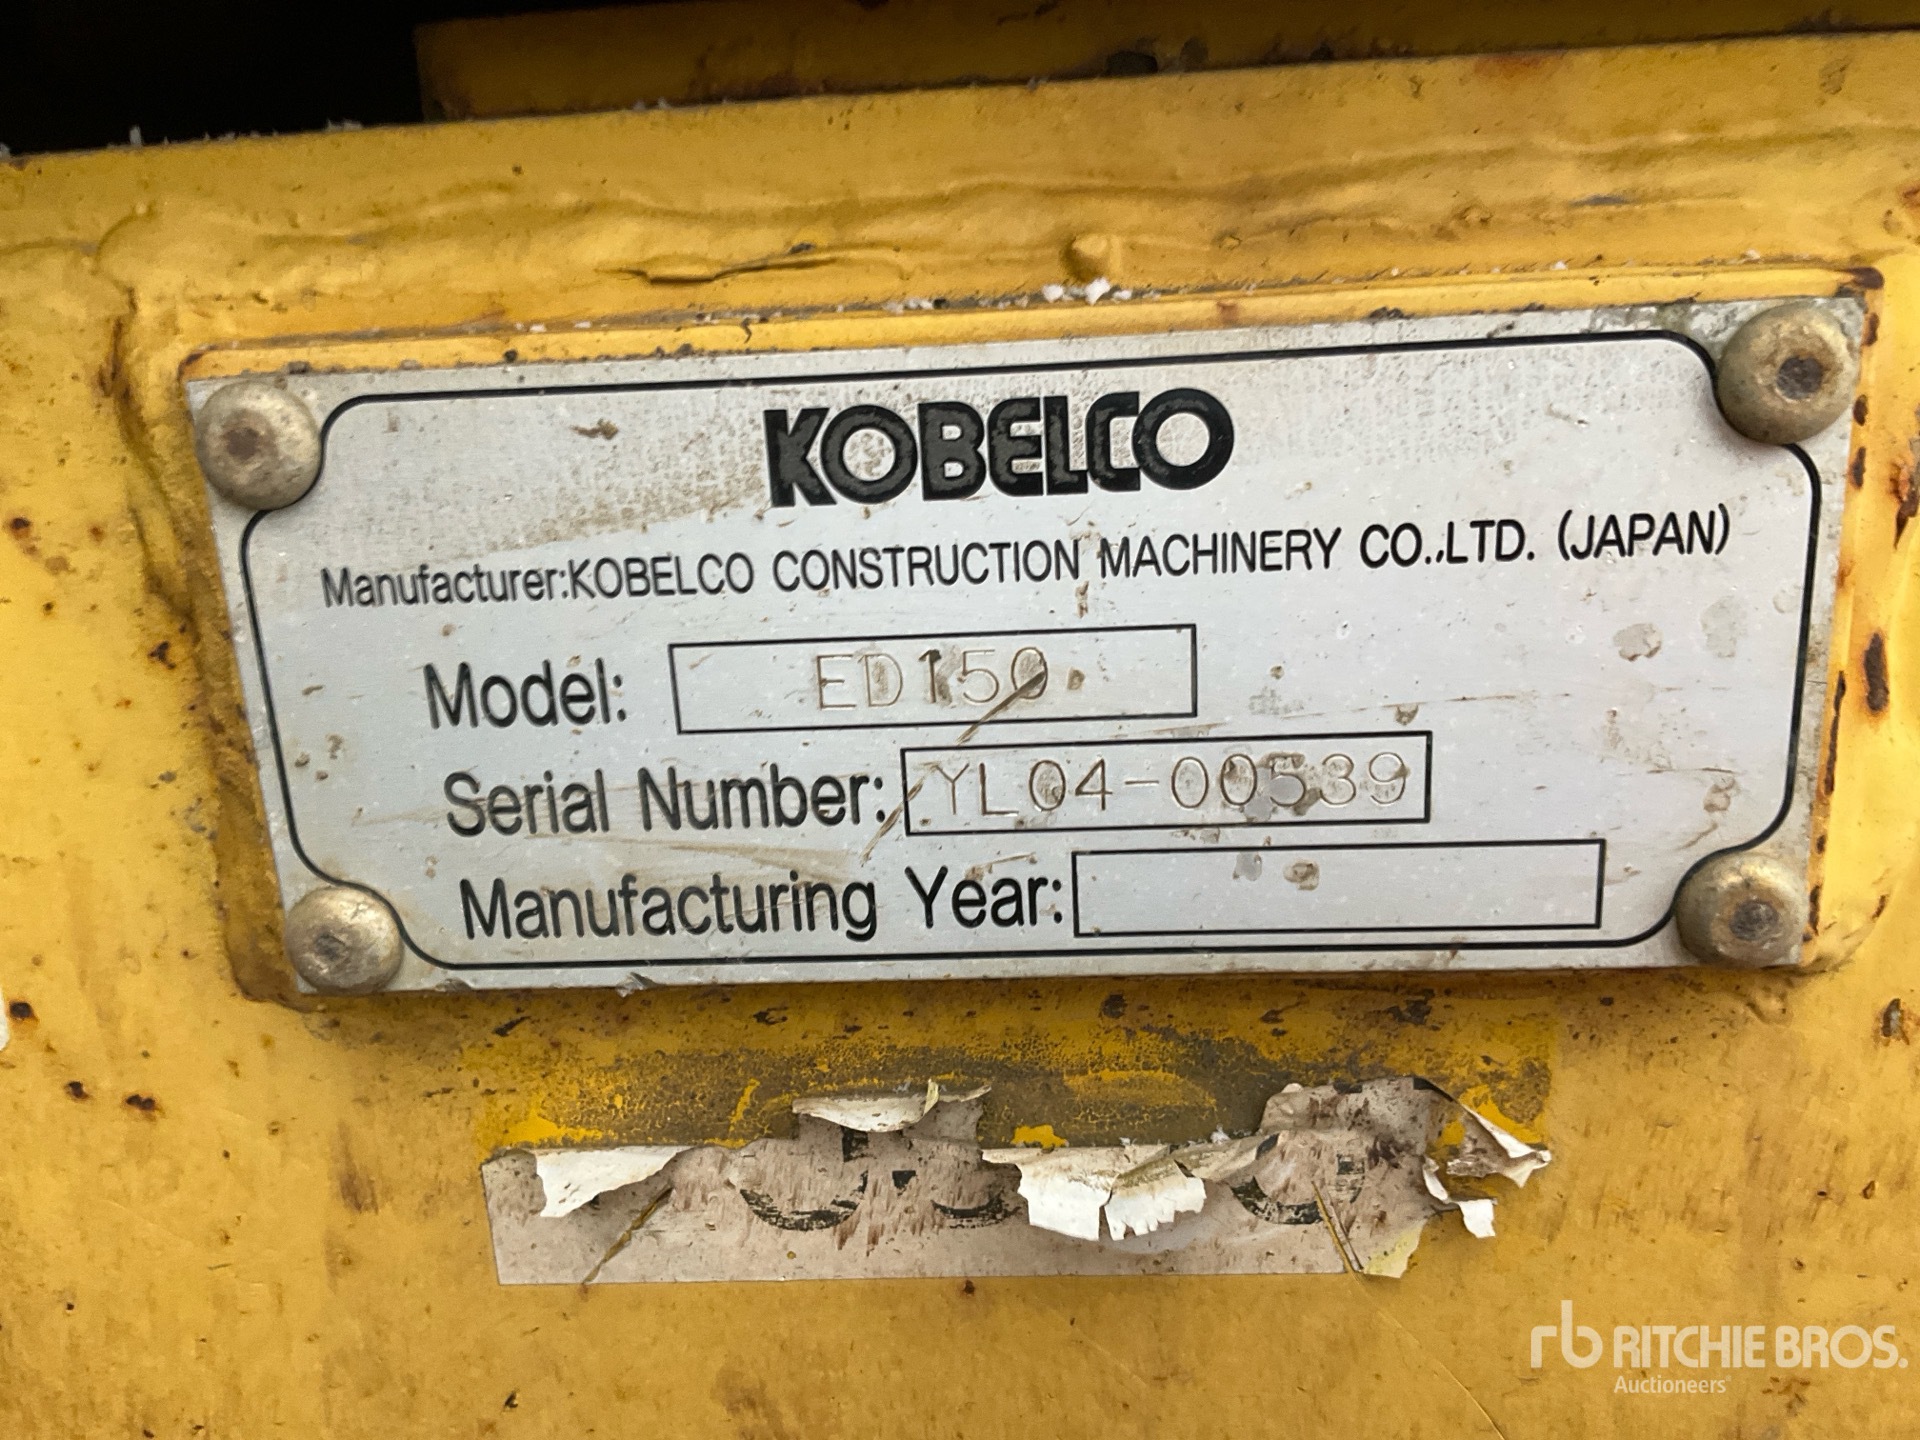 KOBELCO
Manufacturer:KOBELCO CONSTRUCTION MACHINERY CO.,LTD. (JAPAN)
Model: ED150
Serial Number: YL04-00539
Manufacturing Year:
rb RITCHIE BROS.
Auctioneers